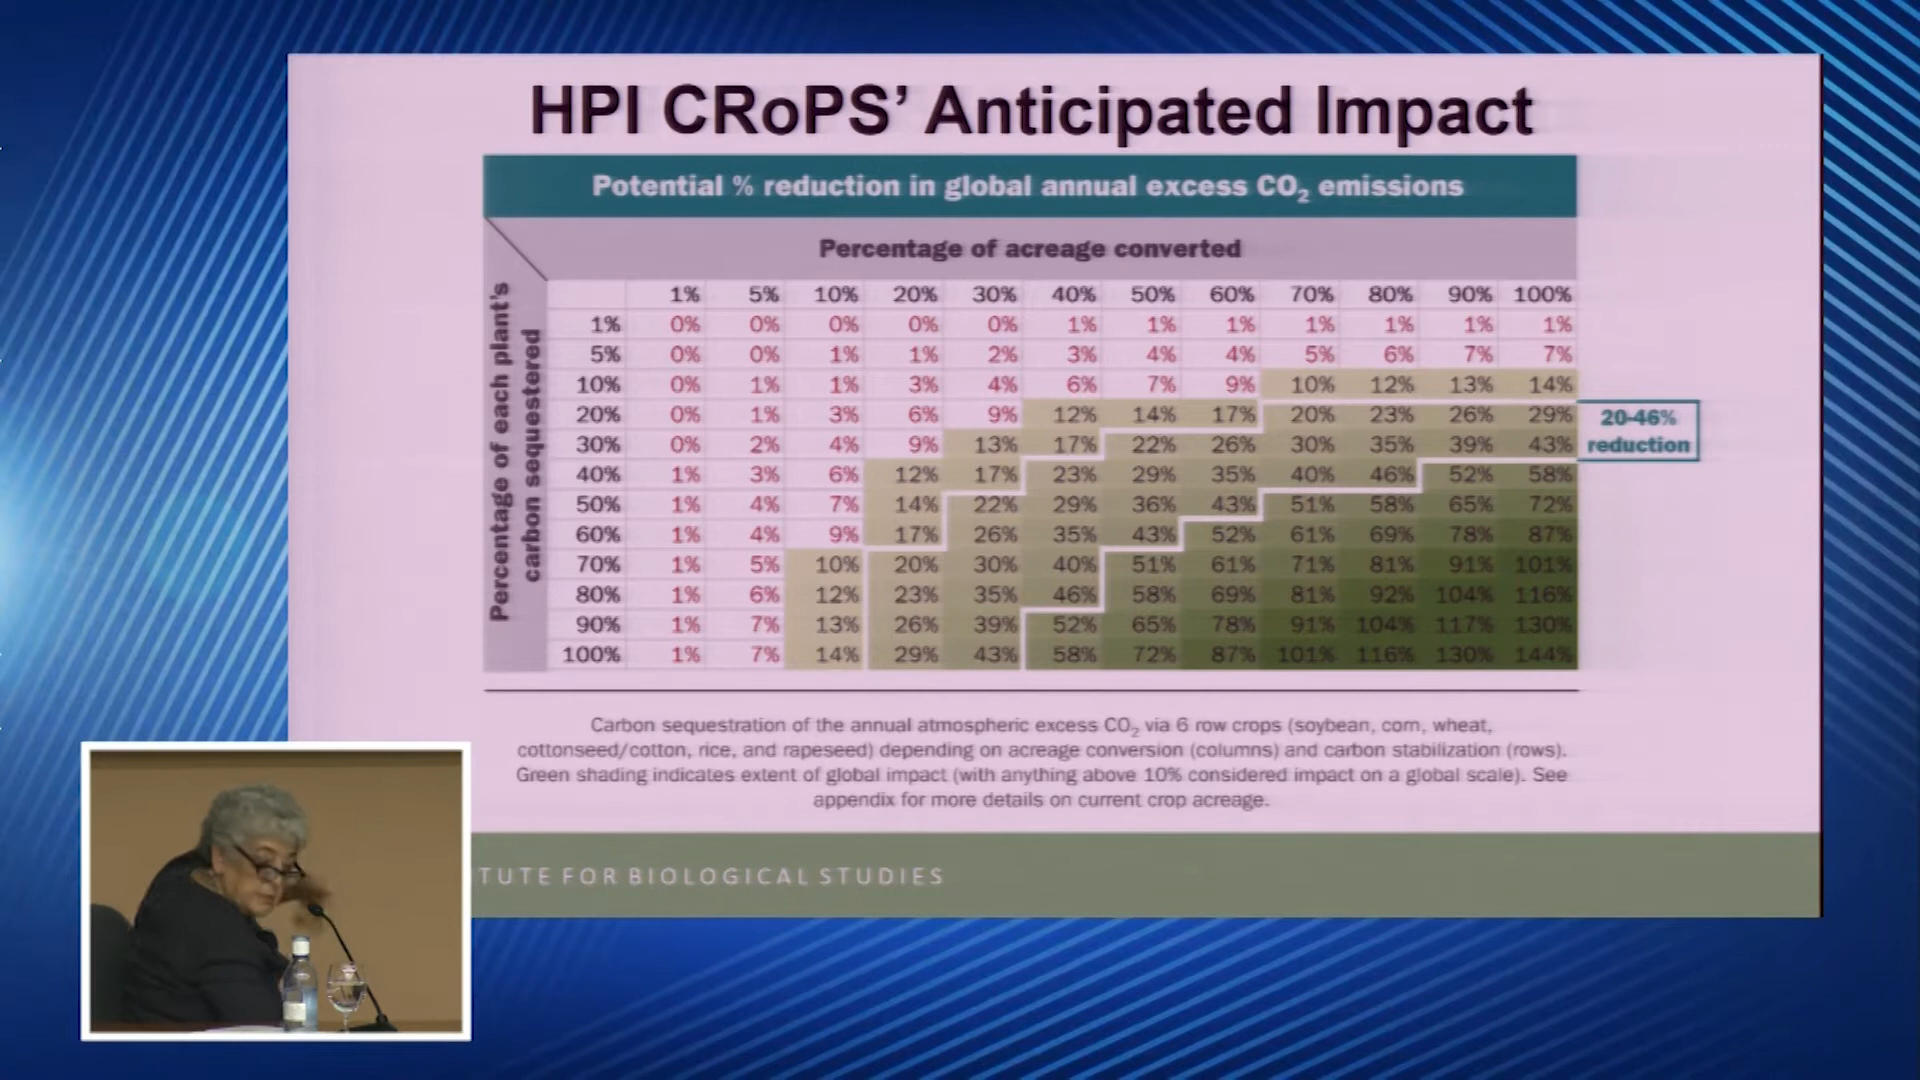 HPI CRoPS’ Anticipated Impact
Potential % reduction in global annual excess CO₂ emissions
Percentage of acreage converted
Percentage of each plant's
carbon sequestered
1% 5% 10% 20% 30% 40% 50% 60% 70% 80% 90% 100%
1% 0% 0% 0% 0% 0% 1% 1% 1% 1% 1% 1% 1%
5% 0% 0% 1% 1% 2% 3% 4% 4% 5% 6% 7% 7%
10% 0% 1% 1% 3% 4% 6% 7% 9% 10% 12% 13% 14%
20% 0% 1% 3% 6% 9% 12% 14% 17% 20% 23% 26% 29%
30% 0% 2% 4% 9% 13% 17% 22% 26% 30% 35% 39% 43%
40% 1% 3% 6% 12% 17% 23% 29% 35% 40% 46% 52% 58%
50% 1% 4% 7% 14% 22% 29% 36% 43% 51% 58% 65% 72%
60% 1% 4% 9% 17% 26% 35% 43% 52% 61% 69% 78% 87%
70% 1% 5% 10% 20% 30% 40% 51% 61% 71% 81% 91% 101%
80% 1% 6% 12% 23% 35% 46% 58% 69% 81% 92% 104% 116%
90% 1% 7% 13% 26% 39% 52% 65% 78% 91% 104% 117% 130%
100% 1% 7% 14% 29% 43% 58% 72% 87% 101% 116% 130% 144%
20-46%
reduction
Carbon sequestration of the annual atmospheric excess CO₂ via 6 row crops (soybean, corn, wheat,
cottonseed/cotton, rice, and rapeseed) depending on acreage conversion (columns) and carbon stabilization (rows).
Green shading indicates extent of global impact (with anything above 10% considered impact on a global scale). See
appendix for more details on current crop acreage.
TUTE FOR BIOLOGICAL STUDIES